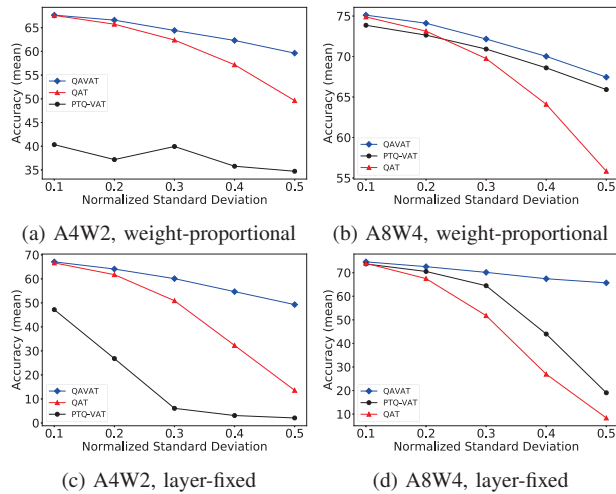 Accuracy (mean)
65
60
55
50
45
40
35
QAVAT
QAT
PTQ-VAT
0.1 0.2 0.3 0.4 0.5
Normalized Standard Deviation
(a) A4W2, weight-proportional
Accuracy (mean)
75
70
65
60
55
QAVAT
PTQ-VAT
QAT
0.1 0.2 0.3 0.4 0.5
Normalized Standard Deviation
(b) A8W4, weight-proportional
Accuracy (mean)
70
60
50
40
30
20
10
0
QAVAT
QAT
PTQ-VAT
0.1 0.2 0.3 0.4 0.5
Normalized Standard Deviation
(c) A4W2, layer-fixed
Accuracy (mean)
70
60
50
40
30
20
10
QAVAT
PTQ-VAT
QAT
0.1 0.2 0.3 0.4 0.5
Normalized Standard Deviation
(d) A8W4, layer-fixed